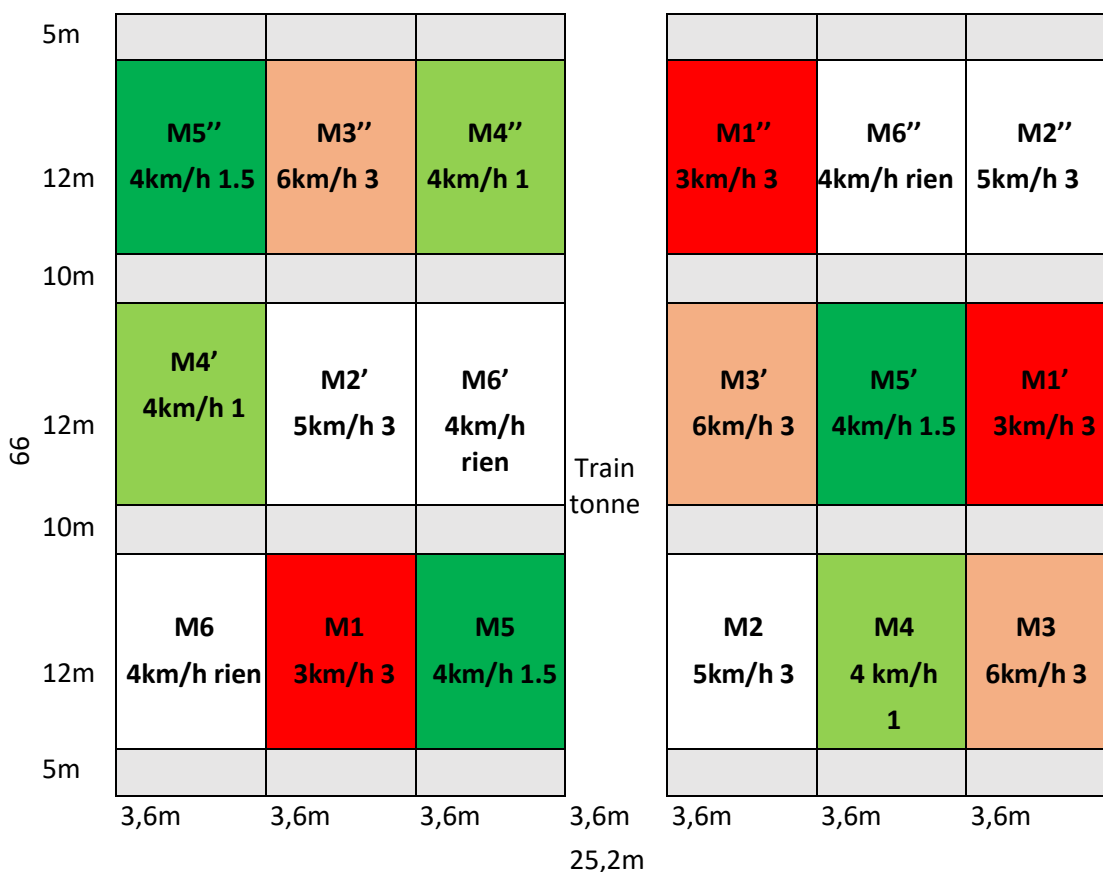 5m
M5’’ M3’’ M4’’ M1’’ M6’’ M2’’
12m 4km/h 1.5 6km/h 3 4km/h 1 3km/h 3 4km/h rien 5km/h 3
10m
M4’ M2’ M6’ M3’ M5’ M1’
12m 4km/h 1 5km/h 3 4km/h 6km/h 3 4km/h 1.5 3km/h 3
rien
66
Train
tonne
10m
M6 M1 M5 M2 M4 M3
12m 4km/h rien 3km/h 3 4km/h 1.5 5km/h 3 4 km/h 6km/h 3
1
5m
3,6m 3,6m 3,6m 3,6m 3,6m 3,6m 3,6m
25,2m